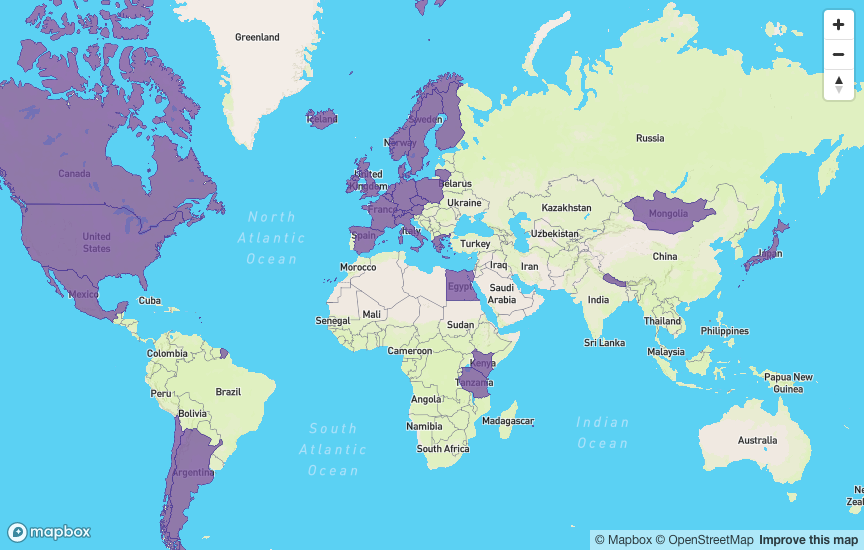 Greenland
+
−
Iceland
Sweden
Russia
Norway
Canada
United
Kingdom
Belarus
Ukraine
Kazakhstan
Mongolia
France
North
Atlantic
Ocean
United
States
Spain
Italy
Turkey
Uzbekistan
Japan
China
Morocco
Iraq
Iran
Mexico
Cuba
Egypt
Saudi
Arabia
India
Senegal
Mali
Sudan
Thailand
Philippines
Sri Lanka
Colombia
Cameroon
Kenya
Malaysia
Tanzania
Papua New
Guinea
Peru
Brazil
Angola
Bolivia
Namibia
Madagascar
South
Atlantic
Ocean
Indian
Ocean
South Africa
Australia
Argentina
Ne
Zeal
mapbox
© Mapbox © OpenStreetMap Improve this map